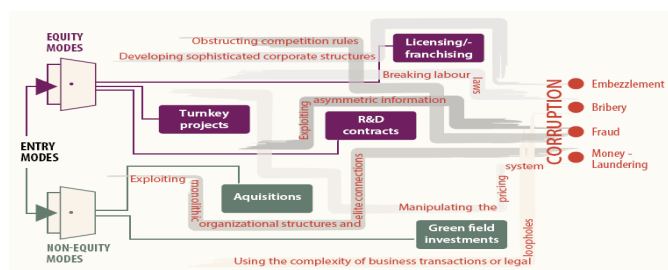 EQUITY
MODES
Obstructing competition rules
Developing sophisticated corporate structures
Licensing/-
franchising
Breaking labour
laws
Exploiting
asymmetric information
Turnkey
projects
R&D
contracts
CORRUPTION
Embezzlement
Bribery
Fraud
Money –
Laundering
ENTRY
MODES
Exploiting
monolithic
organizational structures and
elite connections
Aquisitions
Manipulating the
pricing
system
Green field
investments
NON-EQUITY
MODES
Using the complexity of business transactions or legal
loopholes